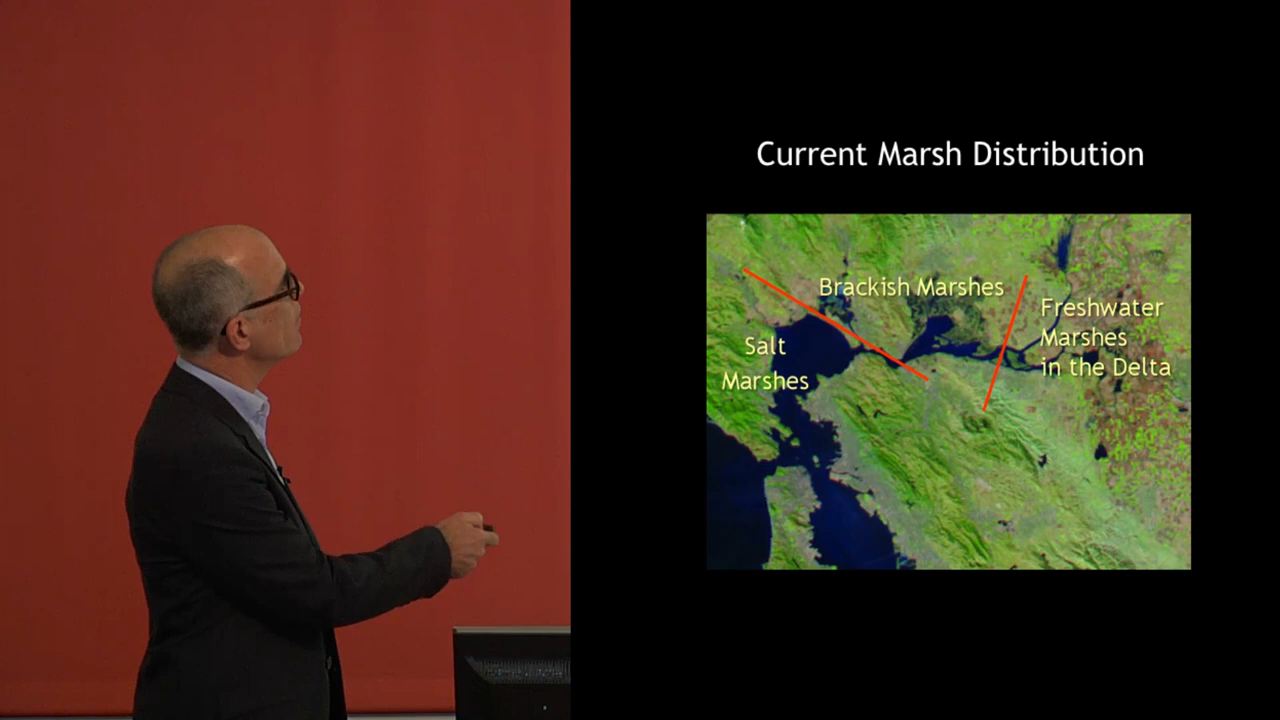 Current Marsh Distribution
Brackish Marshes
Freshwater
Marshes
in the Delta
Salt
Marshes